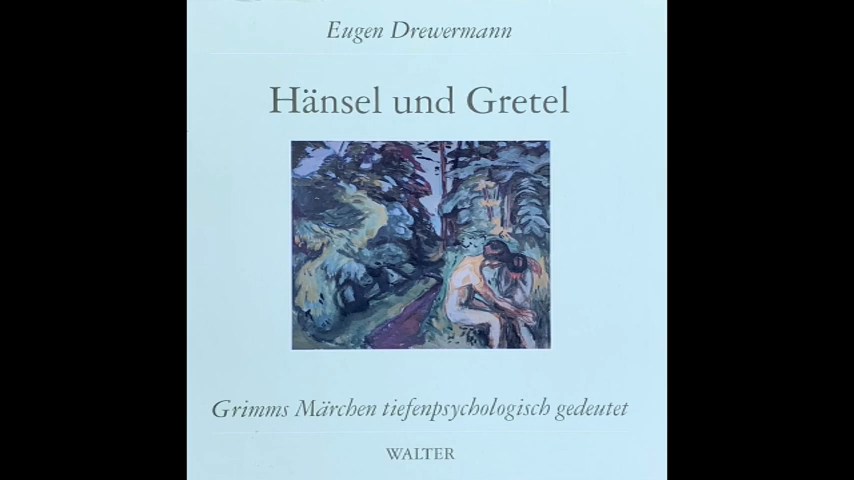 Eugen Drewermann
Hänsel und Gretel
Grimms Märchen tiefenpsychologisch gedeutet
WALTER